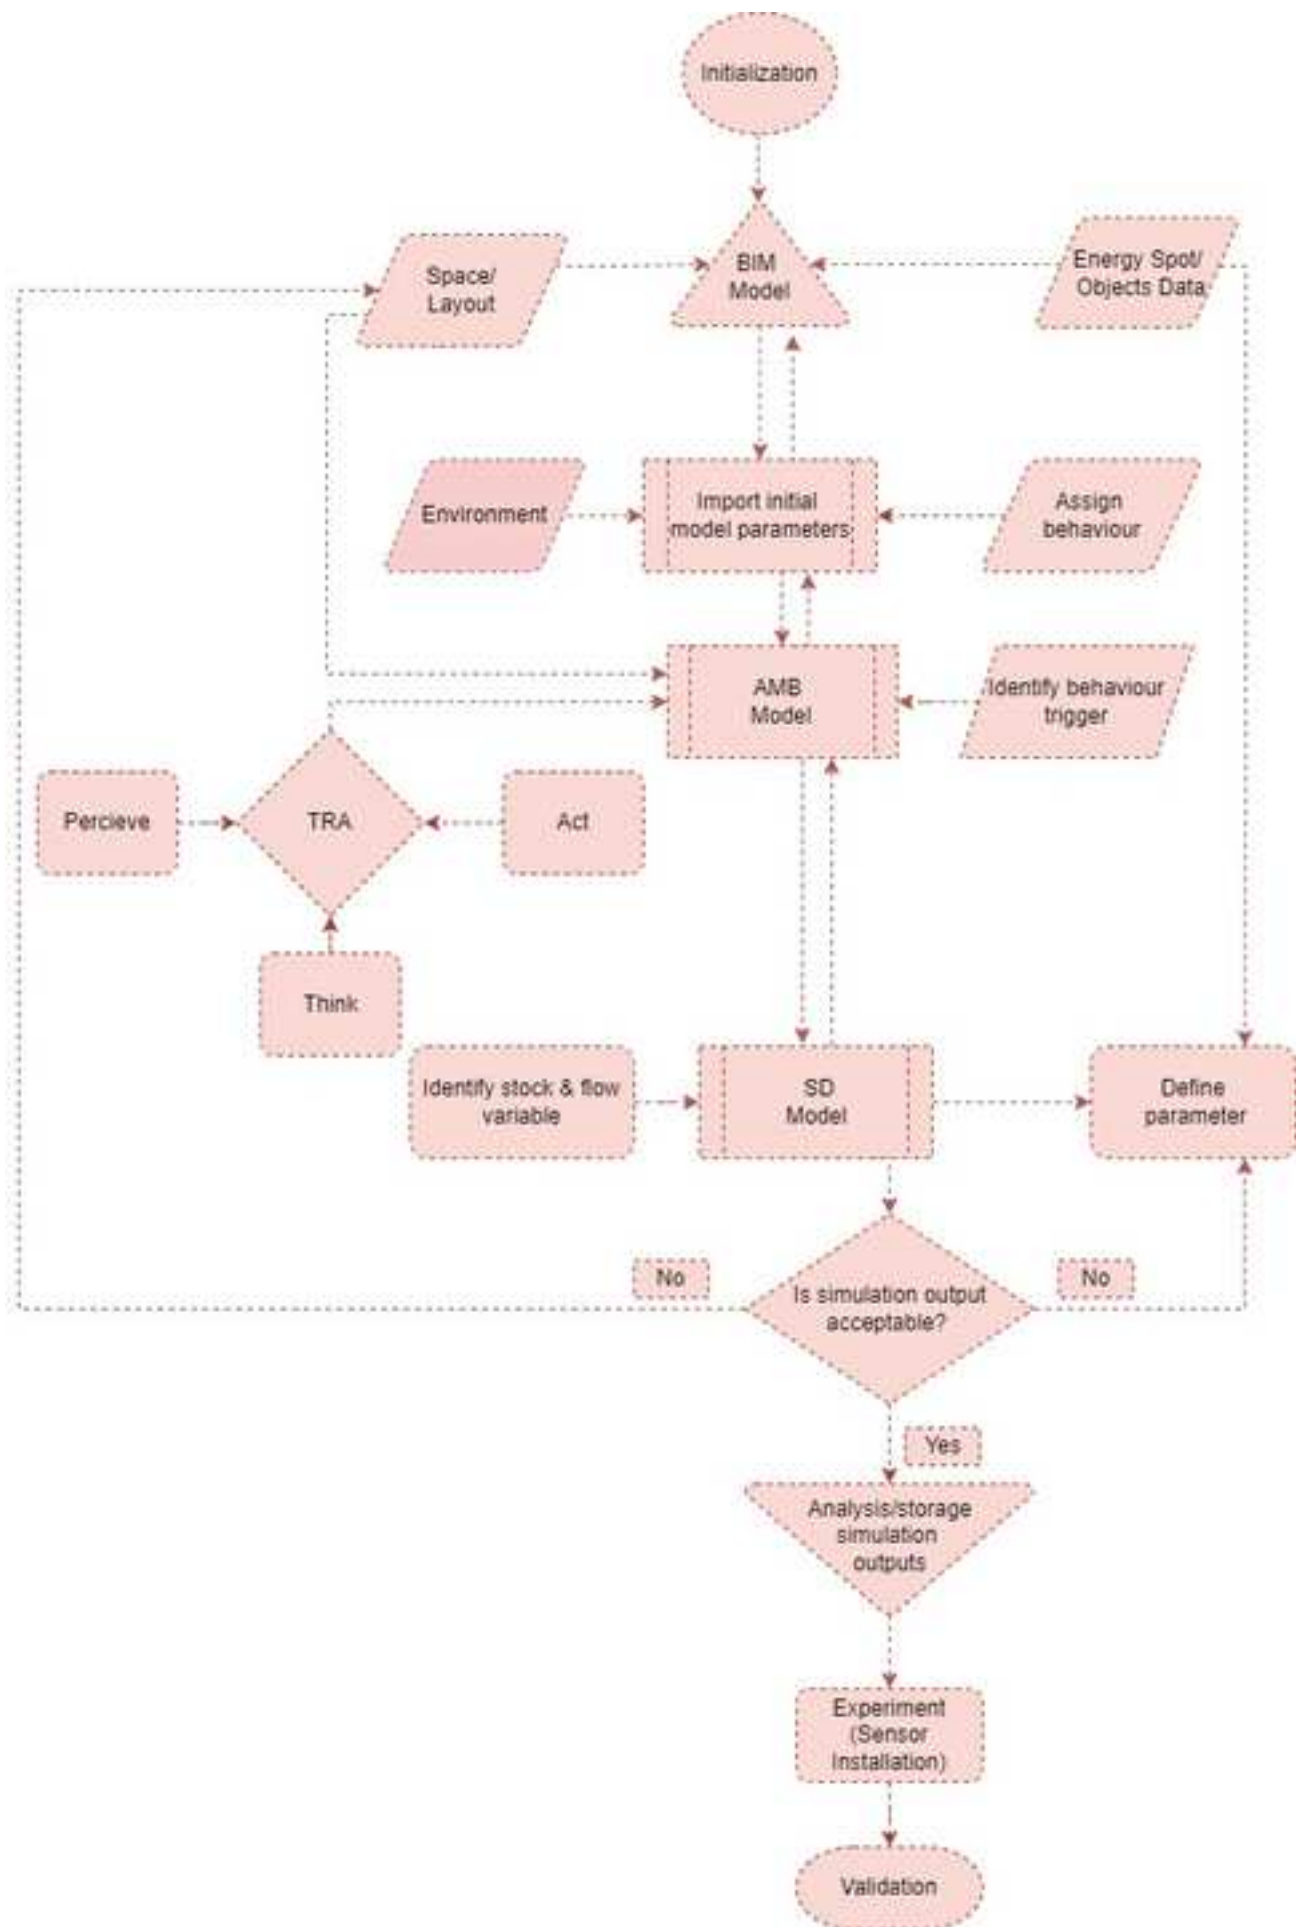 Initialization
Space/
Layout
BIM
Model
Energy Spot/
Objects Data
Environment
Import initial
model parameters
Assign
behaviour
AMB
Model
Identify behaviour
trigger
Percieve
TRA
Act
Think
Identify stock & flow
variable
SD
Model
Define
parameter
No
Is simulation output
acceptable?
No
Yes
Analysis/storage
simulation
outputs
Experiment
(Sensor
Installation)
Validation